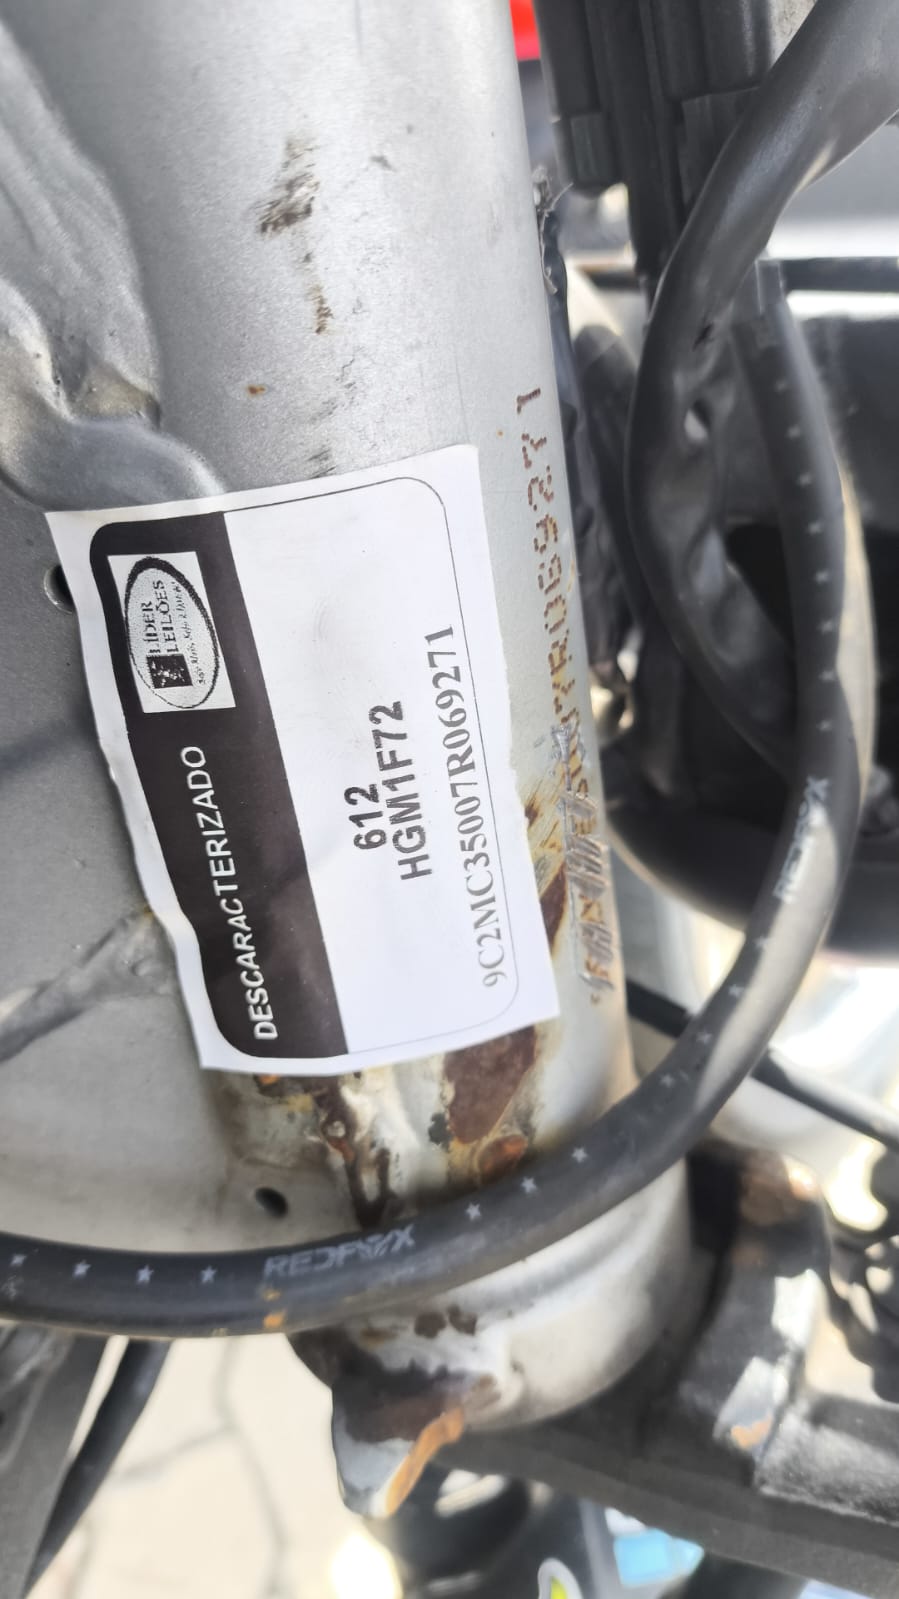 LÍDER
LEILÕES
DESCARACTERIZADO
612
HGM1F72
9C2MC35007R069271
REDFOX
REDFOX